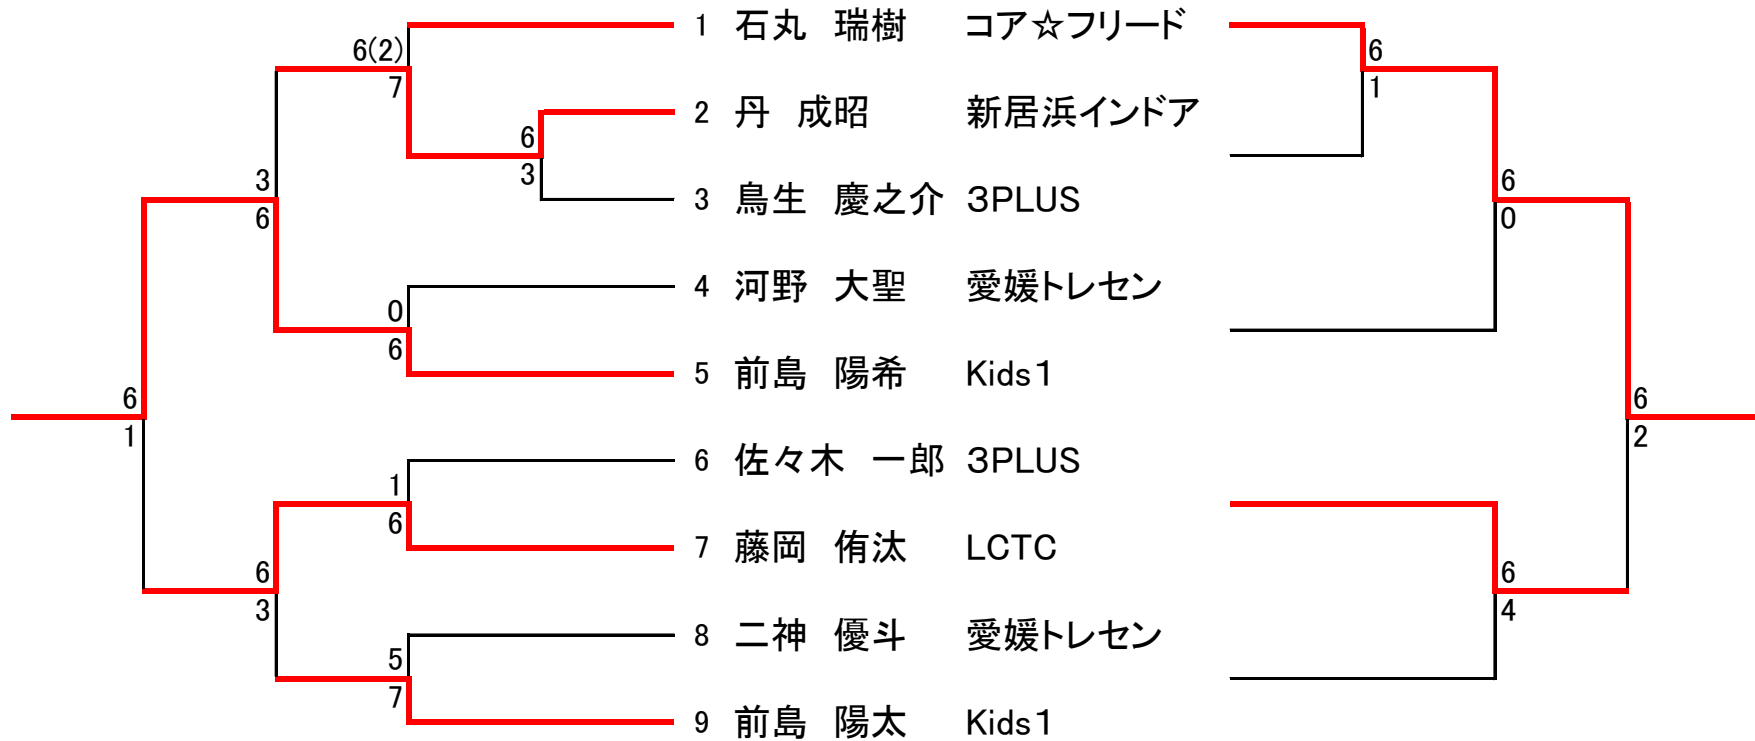 1 石丸 瑞樹 コア☆フリード
6(2)
7
6
1
2 丹 成昭 新居浜インドア
6
3
3
6
3 鳥生 慶之介 3PLUS
6
0
4 河野 大聖 愛媛トレセン
0
6
5 前島 陽希 Kids1
6
1
6
2
6 佐々木 一郎 3PLUS
1
6
7 藤岡 侑汰 LCTC
6
3
6
4
8 二神 優斗 愛媛トレセン
5
7
9 前島 陽太 Kids1